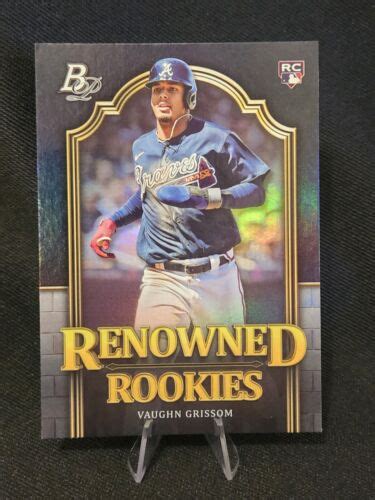 BP
RC
A
Braves
RENOWNED
ROOKIES
VAUGHN GRISSOM